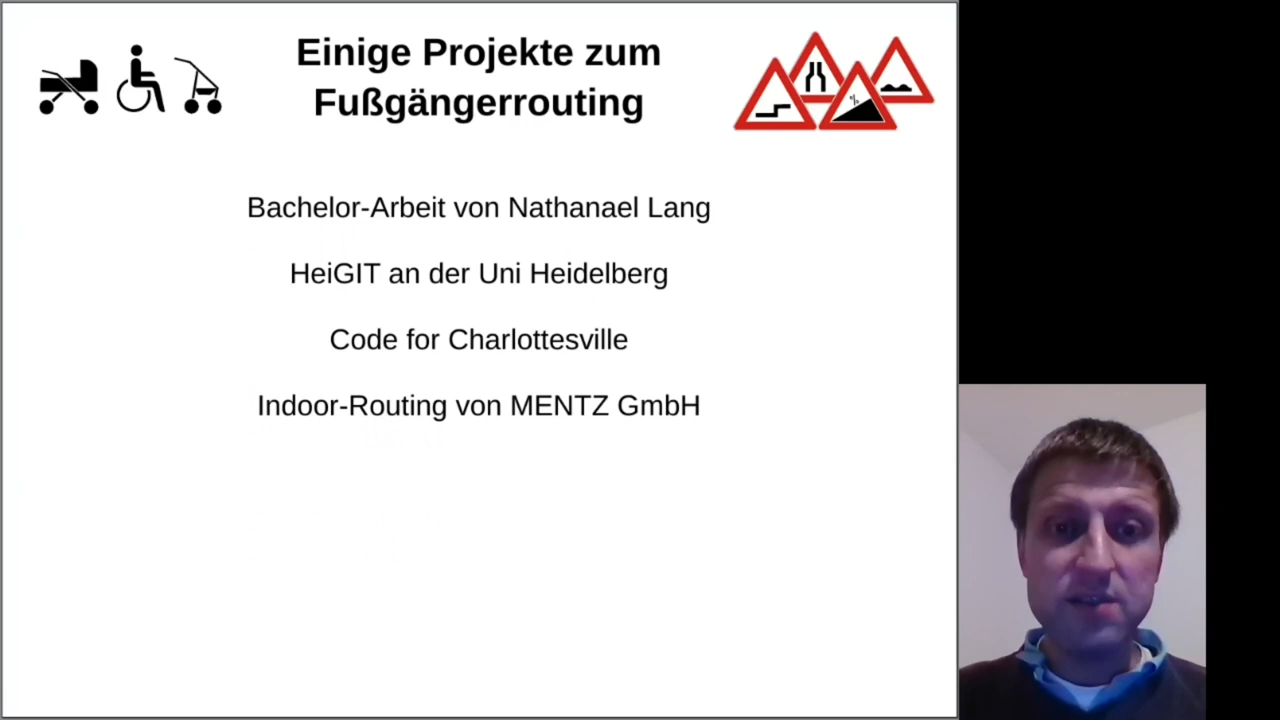 Einige Projekte zum
Fußgängerrouting
Bachelor-Arbeit von Nathanael Lang
HeiGIT an der Uni Heidelberg
Code for Charlottesville
Indoor-Routing von MENTZ GmbH